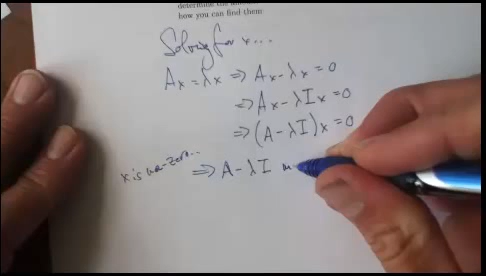 determine the
how you can find them
Solving for x...
Ax = λx ⇒ Ax - λx = 0
⇒ Ax - λIx = 0
⇒ (A - λI)x = 0
x is non-zero... ⇒ A - λI